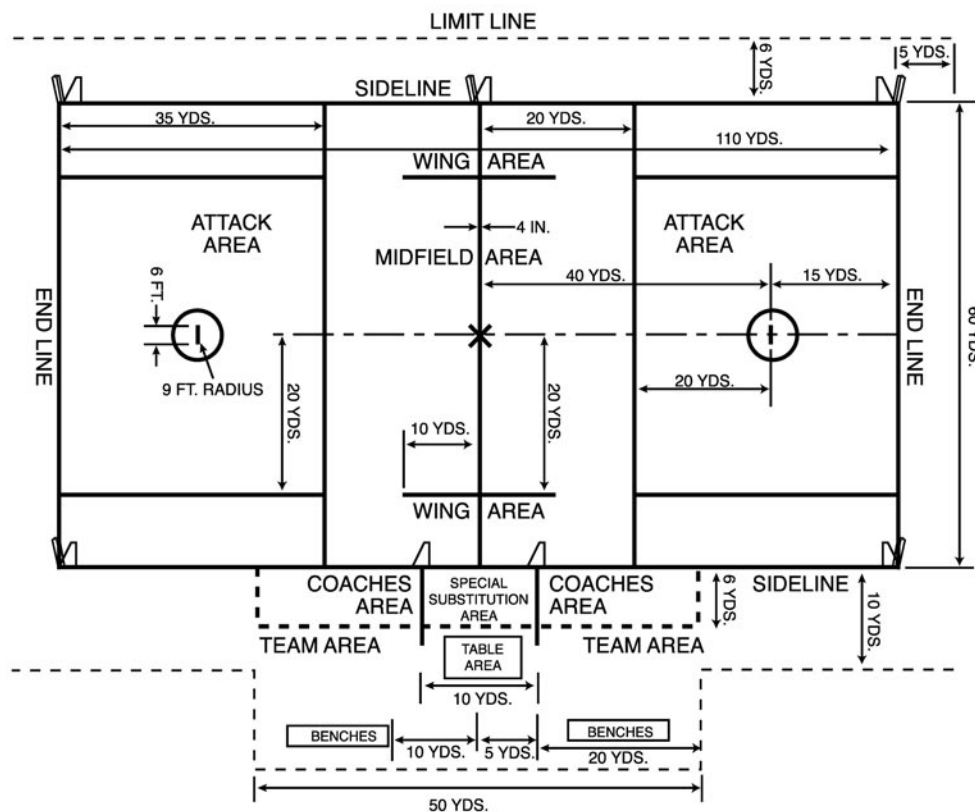 LIMIT LINE
6 YDS.
5 YDS.
SIDELINE
35 YDS.
20 YDS.
110 YDS.
WING AREA
ATTACK
AREA
ATTACK
AREA
4 IN.
MIDFIELD AREA
40 YDS.
15 YDS.
6 FT.
END LINE
END LINE
60 YDS.
9 FT. RADIUS
20 YDS.
20 YDS.
20 YDS.
10 YDS.
WING AREA
COACHES
AREA
SPECIAL
SUBSTITUTION
AREA
COACHES
AREA
SIDELINE
6 YDS.
10 YDS.
TEAM AREA
TABLE
AREA
TEAM AREA
10 YDS.
BENCHES
10 YDS.
5 YDS.
BENCHES
20 YDS.
50 YDS.